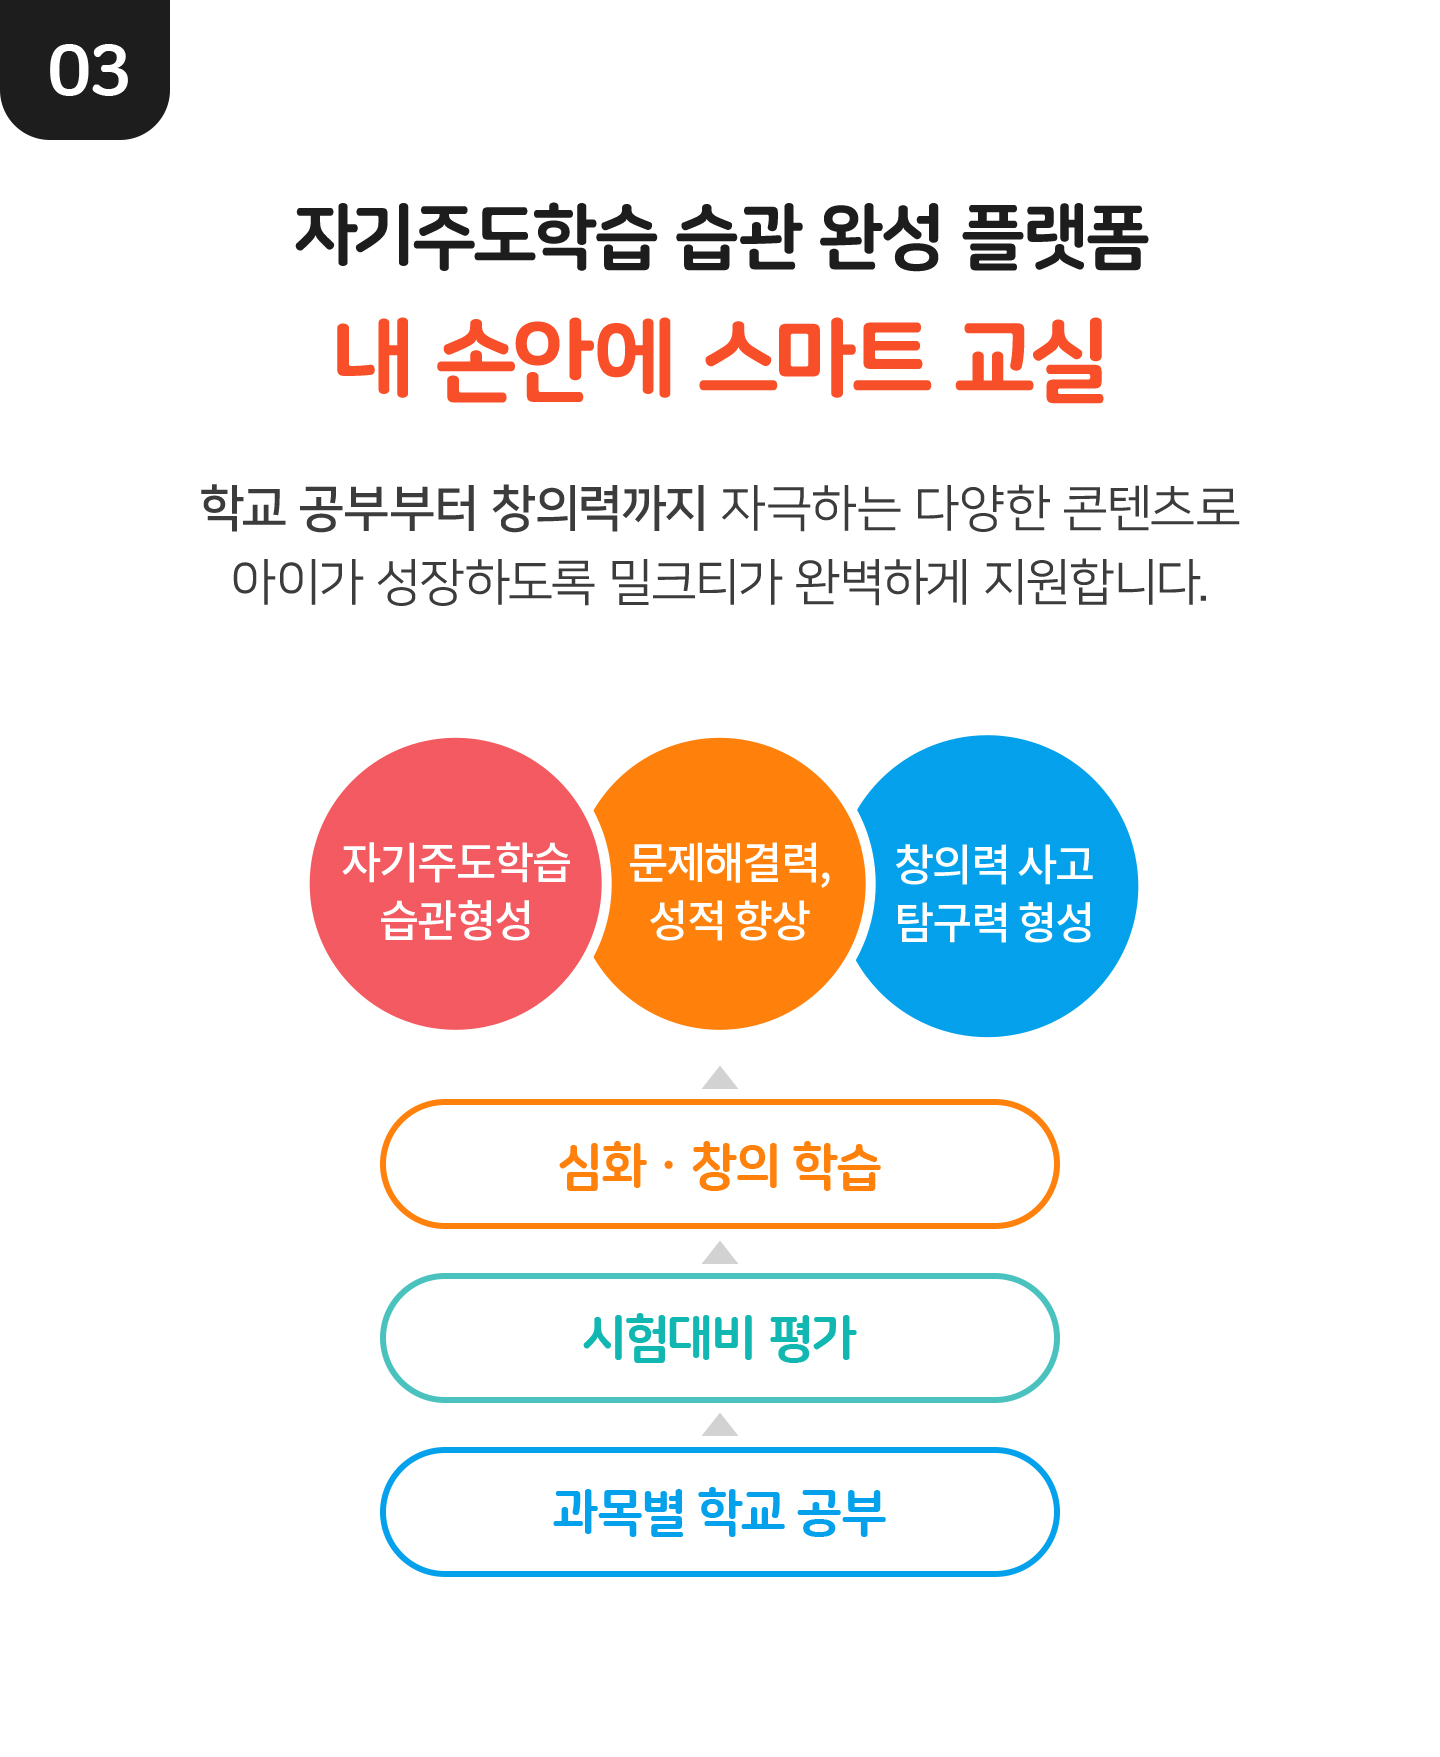 03
자기주도학습 습관 완성 플랫폼
내 손안에 스마트 교실
학교 공부부터 창의력까지 자극하는 다양한 콘텐츠로
아이가 성장하도록 밀크티가 완벽하게 지원합니다.
자기주도학습
습관형성
문제해결력,
성적 향상
창의력 사고
탐구력 형성
심화 · 창의 학습
시험대비 평가
과목별 학교 공부